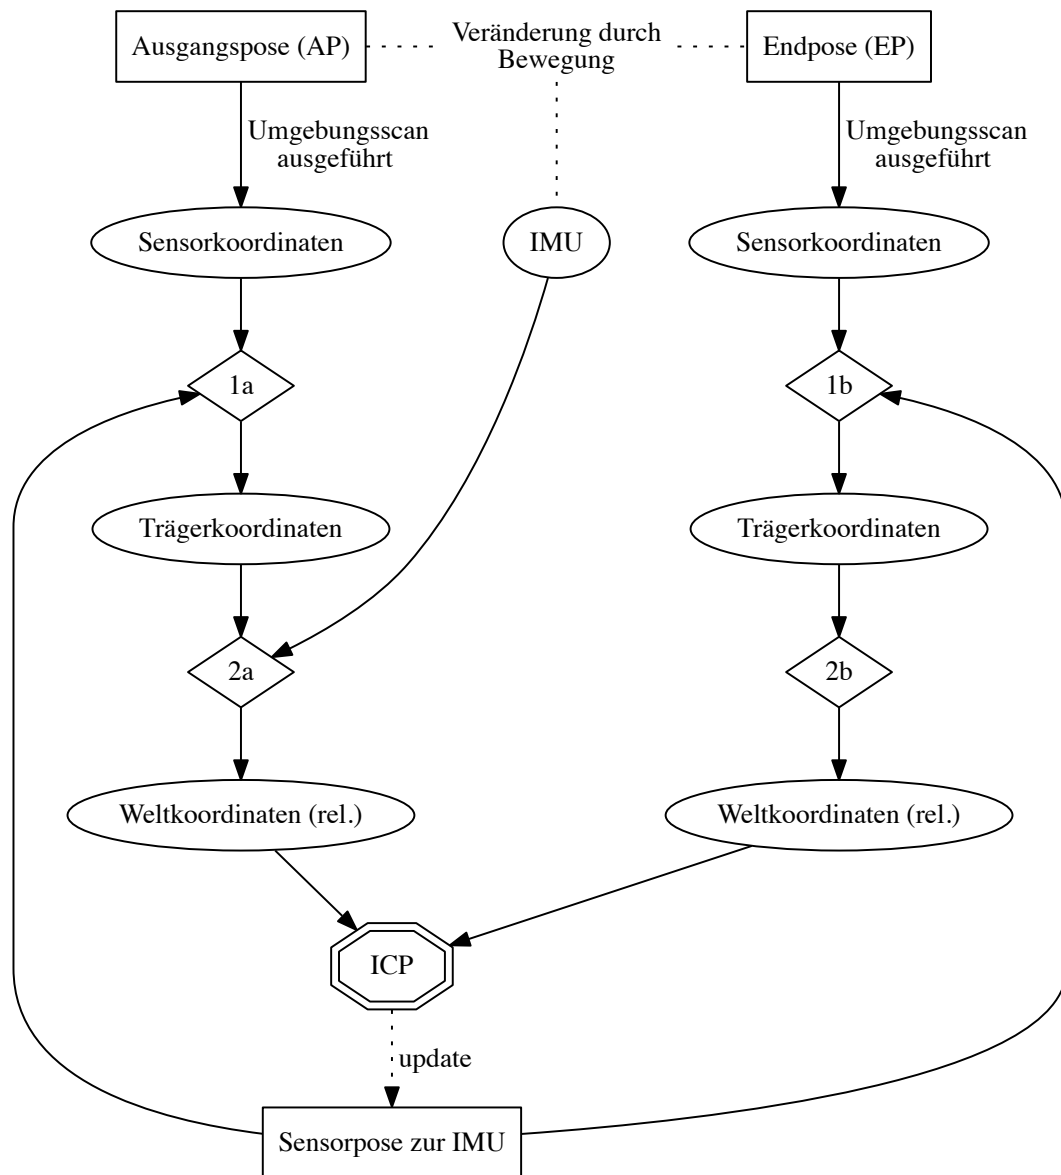 Ausgangspose (AP)
Veränderung durch
Bewegung
Endpose (EP)
Umgebungsscan
ausgeführt
Umgebungsscan
ausgeführt
Sensorkoordinaten
IMU
Sensorkoordinaten
1a
1b
Trägerkoordinaten
Trägerkoordinaten
2a
2b
Weltkoordinaten (rel.)
Weltkoordinaten (rel.)
ICP
update
Sensorpose zur IMU